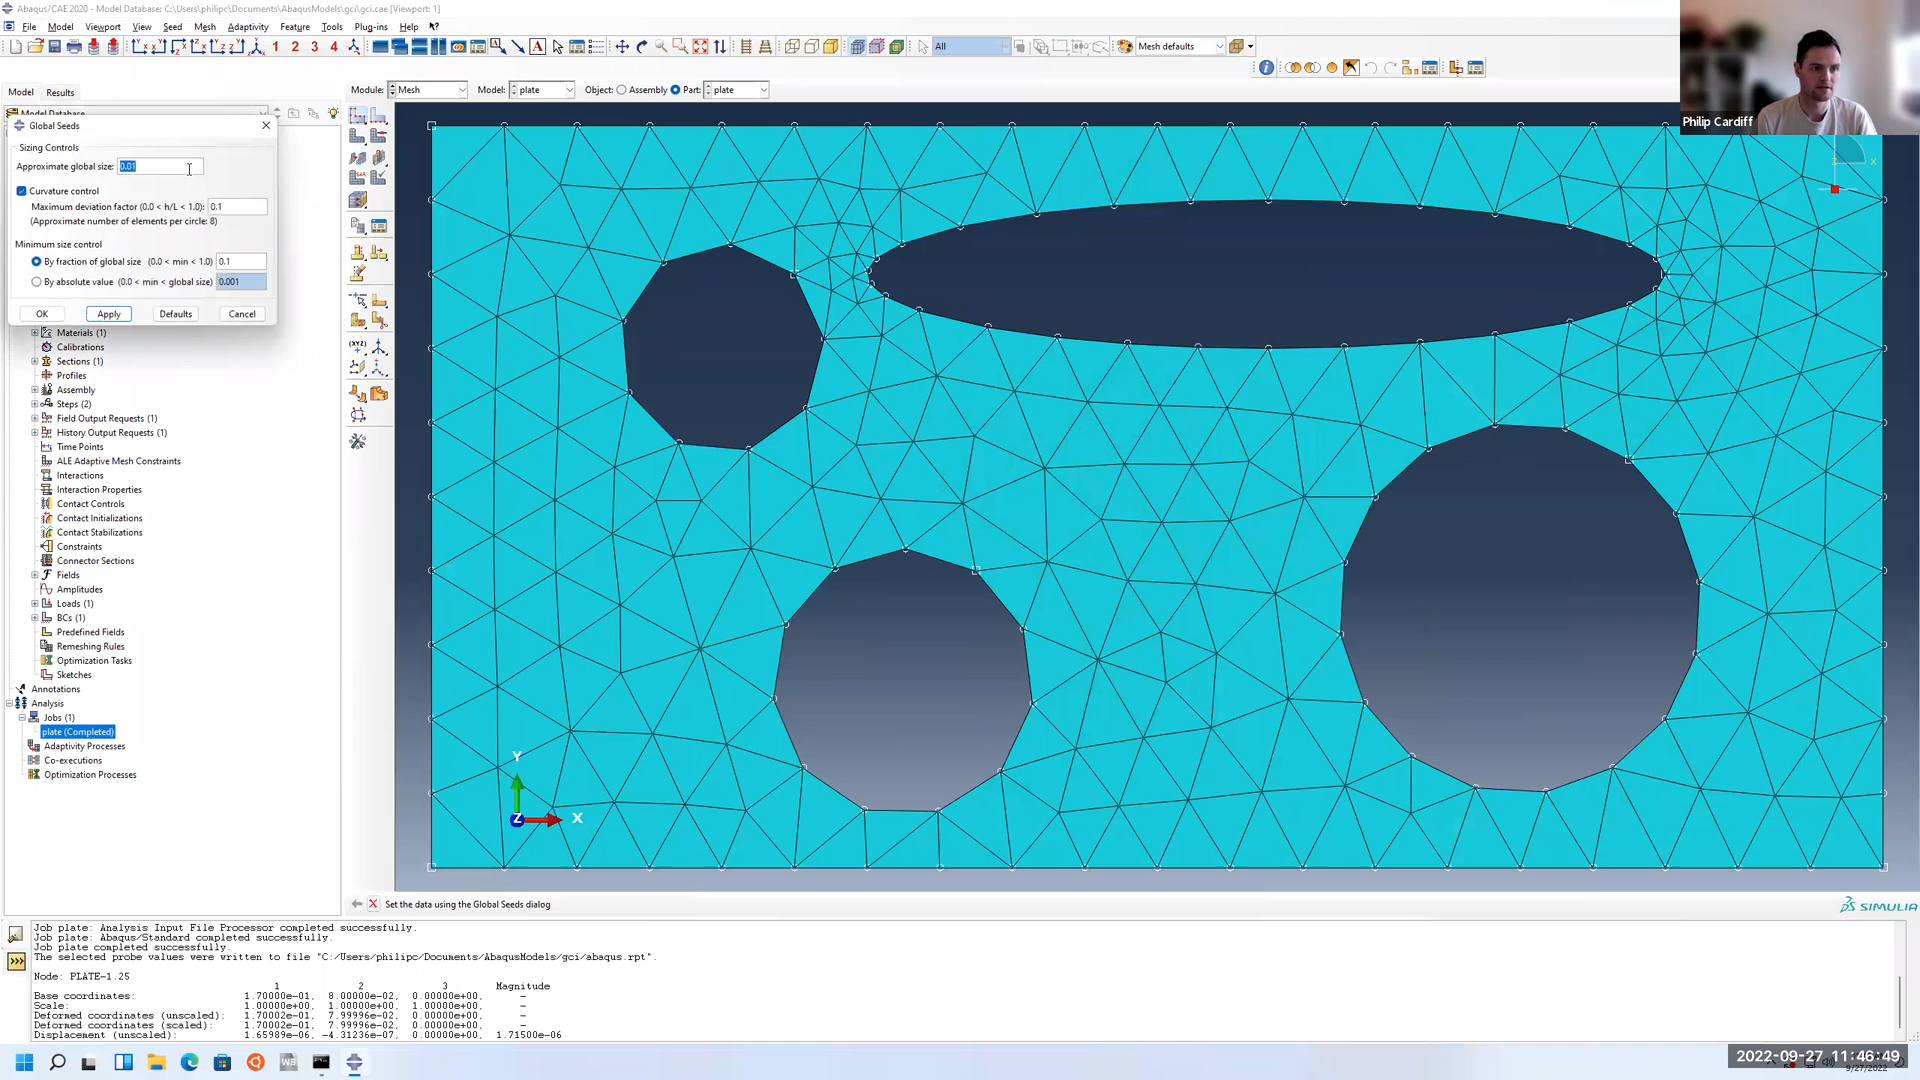 Abaqus/CAE 2020 - Model Database: C:\Users\philipc\Documents\AbaqusModels\gci\gci.cae [Viewport: 1]
File Model Viewport View Seed Mesh Adaptivity Feature Tools Plug-ins Help
1 2 3 4 A All Mesh defaults
Philip Cardiff
Model Results Module: Mesh Model: plate Object: Assembly Part: plate
Model Database
Global Seeds
Sizing Controls
Approximate global size: 0.01
Curvature control
Maximum deviation factor (0.0 < h/L < 1.0): 0.1
(Approximate number of elements per circle: 8)
Minimum size control
By fraction of global size (0.0 < min < 1.0) 0.1
By absolute value (0.0 < min < global size) 0.001
OK Apply Defaults Cancel
Materials (1)
Calibrations
Sections (1)
Profiles
Assembly
Steps (2)
Field Output Requests (1)
History Output Requests (1)
Time Points
ALE Adaptive Mesh Constraints
Interactions
Interaction Properties
Contact Controls
Contact Initializations
Contact Stabilizations
Constraints
Connector Sections
Fields
Amplitudes
Loads (1)
BCs (1)
Predefined Fields
Remeshing Rules
Optimization Tasks
Sketches
Annotations
Analysis
Jobs (1)
plate (Completed)
Adaptivity Processes
Co-executions
Optimization Processes
(XYZ)
Y
Z X
X
Set the data using the Global Seeds dialog
SIMULIA
Job plate: Analysis Input File Processor completed successfully.
Job plate: Abaqus/Standard completed successfully.
Job plate completed successfully.
The selected probe values were written to file "C:/Users/philipc/Documents/AbaqusModels/gci/abaqus.rpt".
Node: PLATE-1.25
1 2 3 Magnitude
Base coordinates: 1.70000e-01, 8.00000e-02, 0.00000e+00, -
Scale: 1.00000e+00, 1.00000e+00, 1.00000e+00, -
Deformed coordinates (unscaled): 1.70002e-01, 7.99996e-02, 0.00000e+00, -
Deformed coordinates (scaled): 1.70002e-01, 7.99996e-02, 0.00000e+00, -
Displacement (unscaled): 1.65989e-06, -4.31236e-07, 0.00000e+00, 1.71500e-06
WB
2022-09-27 11:46:49
9/27/2022